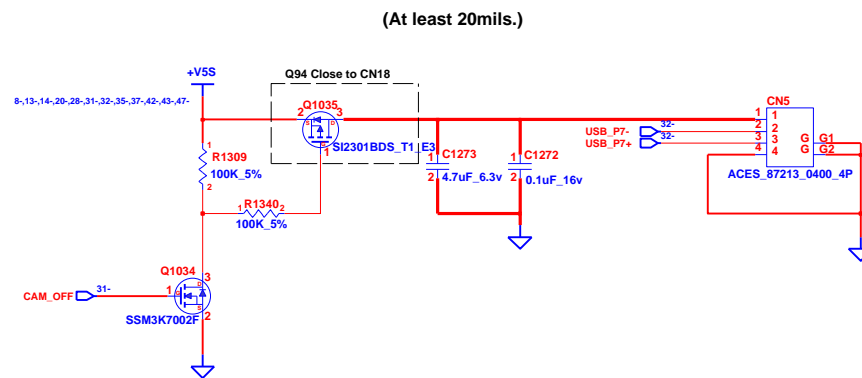 (At least 20mils.)
+V5S
Q94 Close to CN18
8-,13-,14-,20-,28-,31-,32-,35-,37-,42-,43-,47-
Q1035
2
3
S
D
G
1
SI2301BDS_T1_E3
CN5
1
2
3
4
1
2
3
4
G
G
G1
G2
USB_P7-
32-
USB_P7+
32-
ACES_87213_0400_4P
1
R1309
100K_5%
2
1
C1273
2
4.7uF_6.3v
1
C1272
2
0.1uF_16v
R1340
1
2
100K_5%
Q1034
3
D
CAM_OFF
31-
1
G
S
2
SSM3K7002F